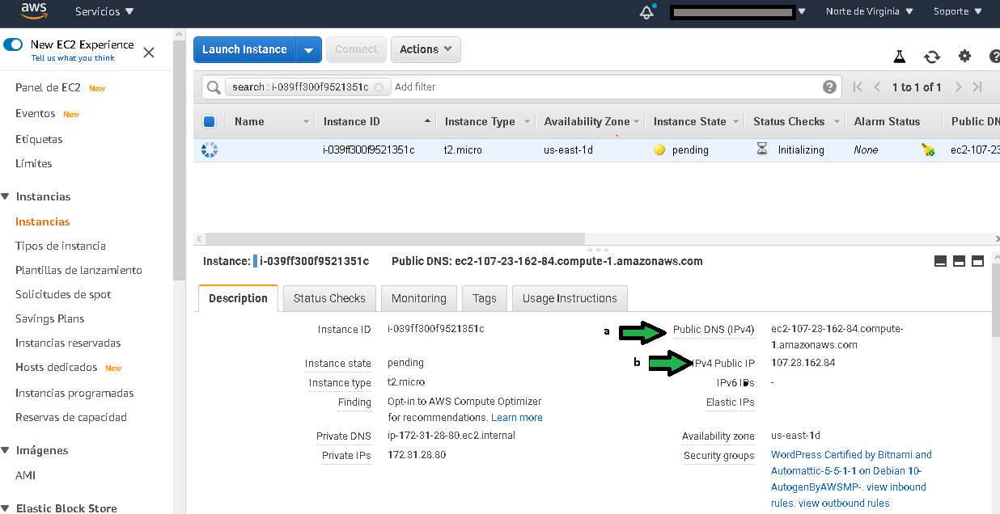 aws Servicios Norte de Virginia Soporte
New EC2 Experience
Tell us what you think
Panel de EC2 New
Eventos New
Etiquetas
Límites
Instancias
Instancias
Tipos de instancia
Plantillas de lanzamiento
Solicitudes de spot
Savings Plans
Instancias reservadas
Hosts dedicados New
Instancias programadas
Reservas de capacidad
Imágenes
AMI
Elastic Block Store
Launch Instance Connect Actions
search : i-039ff300f9521351c Add filter 1 to 1 of 1
Name Instance ID Instance Type Availability Zone Instance State Status Checks Alarm Status Public DN
i-039ff300f9521351c t2.micro us-east-1d pending Initializing None ec2-107-23
Instance: i-039ff300f9521351c Public DNS: ec2-107-23-162-84.compute-1.amazonaws.com
Description Status Checks Monitoring Tags Usage Instructions
Instance ID i-039ff300f9521351c
Instance state pending
Instance type t2.micro
Finding Opt-in to AWS Compute Optimizer
for recommendations. Learn more
Private DNS ip-172-31-28-80.ec2.internal
Private IPs 172.31.28.80
a Public DNS (IPv4) ec2-107-23-162-84.compute-
1.amazonaws.com
b IPv4 Public IP 107.23.162.84
IPv6 IPs -
Elastic IPs
Availability zone us-east-1d
Security groups WordPress Certified by Bitnami and
Automattic-5-5-1-1 on Debian 10-
AutogenByAWSMP-. view inbound
rules. view outbound rules